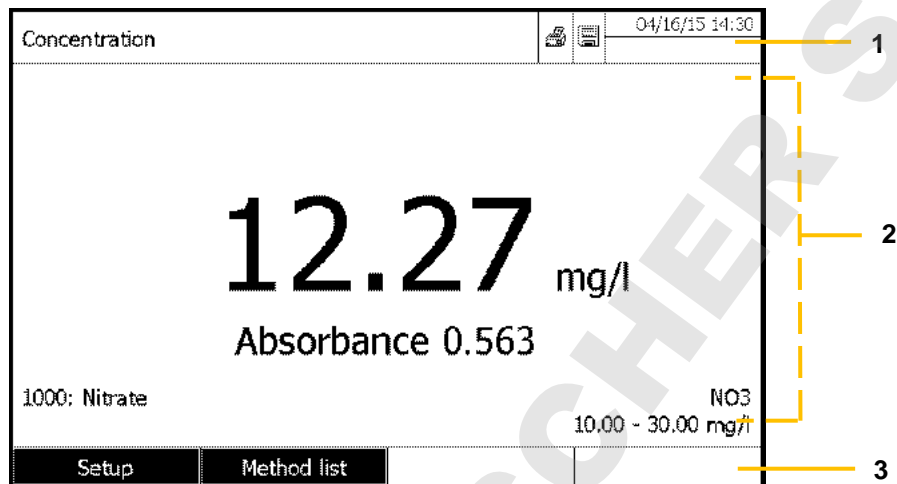 Concentration
04/16/15 14:30
1
12.27 mg/l
2
Absorbance 0.563
1000: Nitrate
NO3
10.00 - 30.00 mg/l
Setup
Method list
3